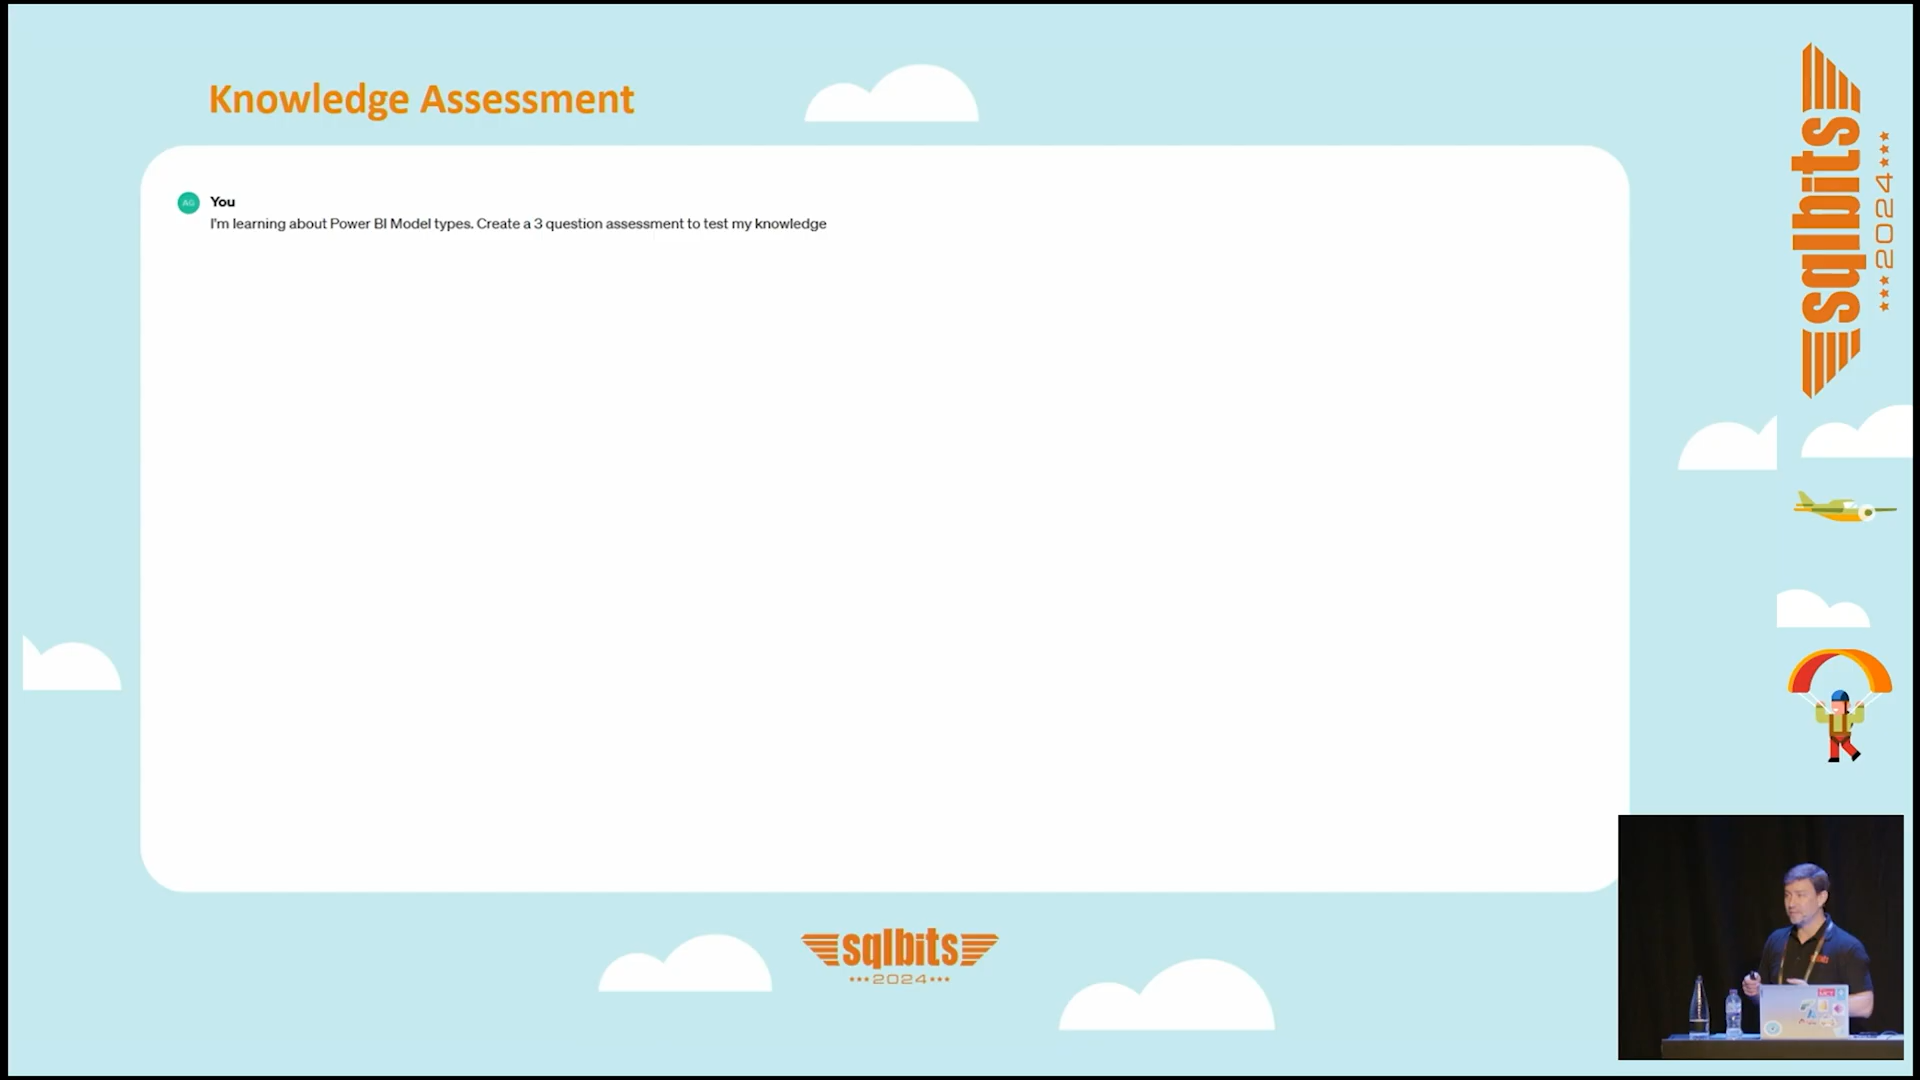 Knowledge Assessment
AG
You
I'm learning about Power BI Model types. Create a 3 question assessment to test my knowledge
sqlbits
2024
sqlbits
2024